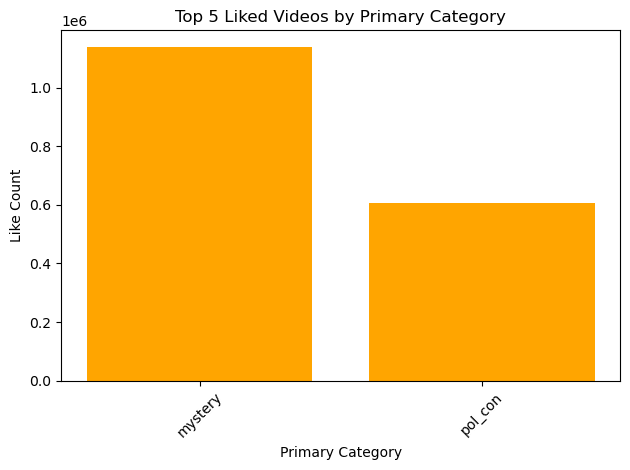 Top 5 Liked Videos by Primary Category
1e6
1.0
0.8
0.6
0.4
0.2
0.0
Like Count
mystery
pol_con
Primary Category